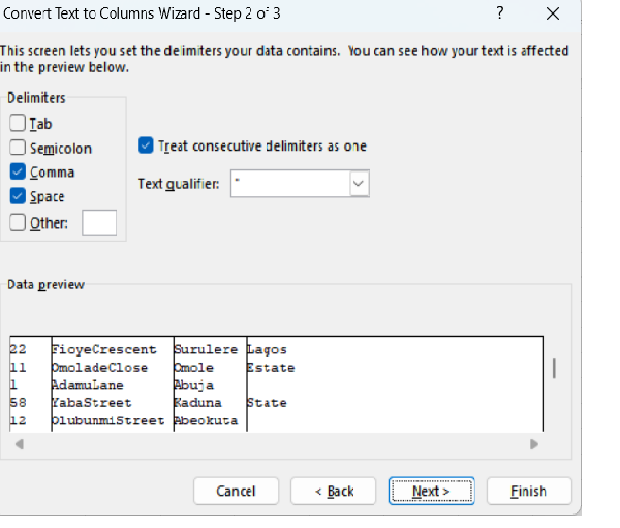 Convert Text to Columns Wizard - Step 2 of 3
?
This screen lets you set the delimiters your data contains. You can see how your text is affected
in the preview below.
Delimiters
Tab
Semicolon
Comma
Space
Other:
Treat consecutive delimiters as one
Text qualifier: "
Data preview
22 FioyeCrescent Surulere Lagos
11 OmoladeClose Omole Estate
1 AdamuLane Abuja
58 YabaStreet Kaduna State
12 OlubunmiStreet Abeokuta
Cancel
< Back
Next >
Finish